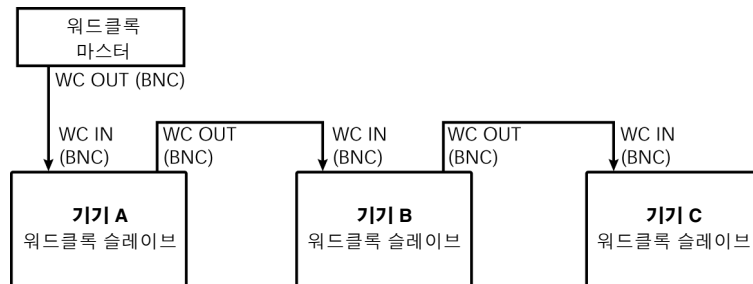 워드클록
마스터
WC OUT (BNC)
WC IN
(BNC)
WC OUT
(BNC)
WC IN
(BNC)
WC OUT
(BNC)
WC IN
(BNC)
기기 A
워드클록 슬레이브
기기 B
워드클록 슬레이브
기기 C
워드클록 슬레이브